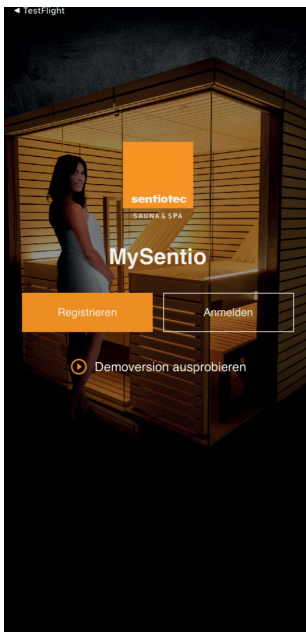 ◄ TestFlight
sentiotec
SAUNA & SPA
MySentio
Registrieren
Anmelden
Demoversion ausprobieren